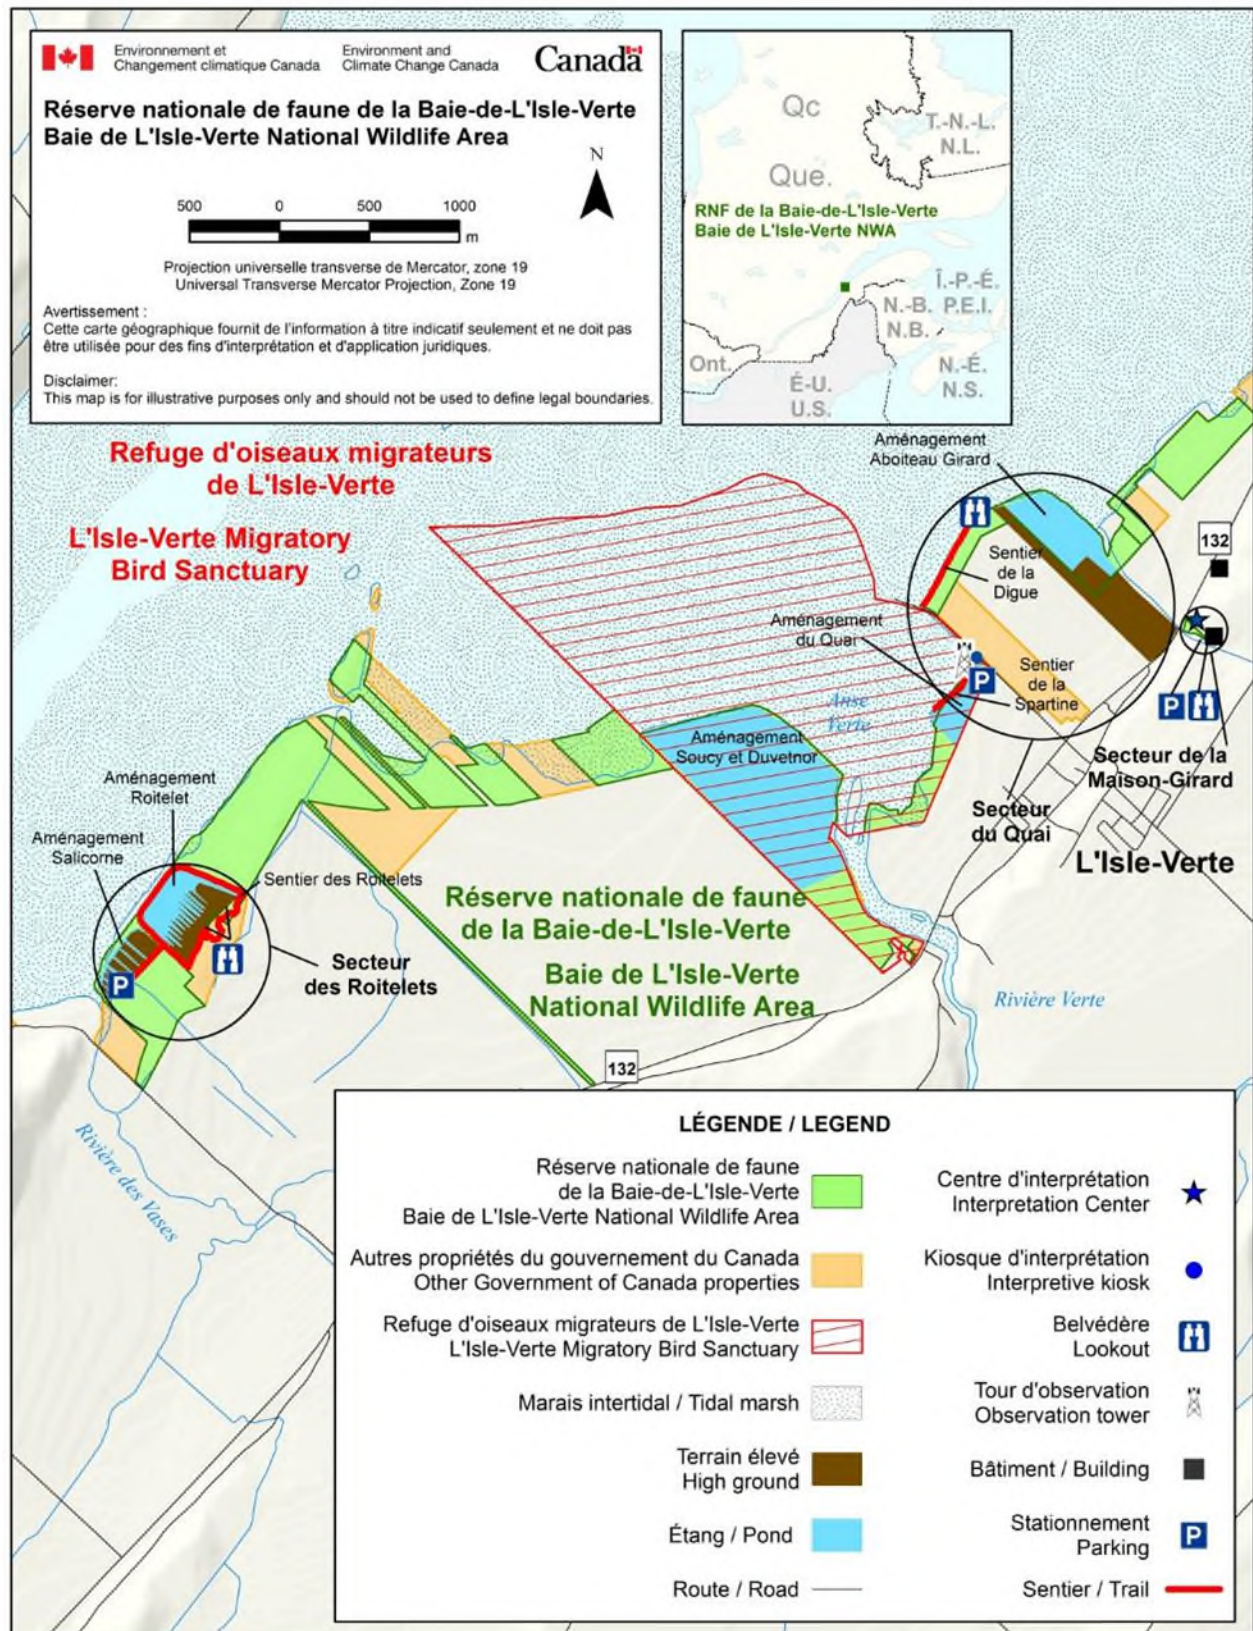 Environnement et
Changement climatique Canada
Environment and
Climate Change Canada
Canada
Réserve nationale de faune de la Baie-de-L'Isle-Verte
Baie de L'Isle-Verte National Wildlife Area
N
500 0 500 1000
m
Projection universelle transverse de Mercator, zone 19
Universal Transverse Mercator Projection, Zone 19
Avertissement :
Cette carte géographique fournit de l'information à titre indicatif seulement et ne doit pas
être utilisée pour des fins d'interprétation et d'application juridiques.
Disclaimer:
This map is for illustrative purposes only and should not be used to define legal boundaries.
Qc
Que.
T.-N.-L.
N.L.
RNF de la Baie-de-L'Isle-Verte
Baie de L'Isle-Verte NWA
Î.-P.-É.
P.E.I.
N.-B.
N.B.
Ont.
É-U.
U.S.
N.-É.
N.S.
Refuge d'oiseaux migrateurs
de L'Isle-Verte
L'Isle-Verte Migratory
Bird Sanctuary
Aménagement
Aboiteau Girard
132
Sentier
de la
Digue
Aménagement
du Quai
P
Sentier
de la
Spartine
Anse
Verte
P
Aménagement
Soucy et Duvetnor
Secteur de la
Maison-Girard
Secteur
du Quai
L'Isle-Verte
Aménagement
Roitelet
Aménagement
Salicorne
Sentier des Roitelets
P
Secteur
des Roitelets
Réserve nationale de faune
de la Baie-de-L'Isle-Verte
Baie de L'Isle-Verte
National Wildlife Area
Rivière Verte
132
Rivière des Vases
LÉGENDE / LEGEND
Réserve nationale de faune
de la Baie-de-L'Isle-Verte
Baie de L'Isle-Verte National Wildlife Area
Autres propriétés du gouvernement du Canada
Other Government of Canada properties
Refuge d'oiseaux migrateurs de L'Isle-Verte
L'Isle-Verte Migratory Bird Sanctuary
Marais intertidal / Tidal marsh
Terrain élevé
High ground
Étang / Pond
Route / Road
Centre d'interprétation
Interpretation Center
Kiosque d'interprétation
Interpretive kiosk
Belvédère
Lookout
Tour d'observation
Observation tower
Bâtiment / Building
Stationnement
Parking
P
Sentier / Trail